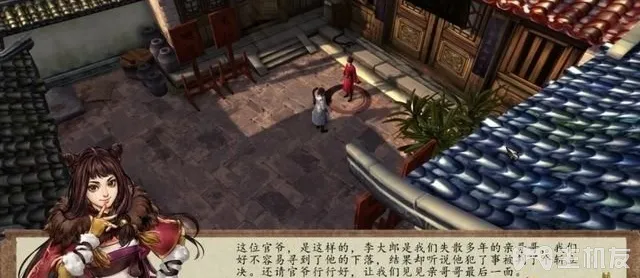 这位官爷，是这样的，李大郎是我们失散多年的亲哥哥，我们
好不容易寻到了他的下落，结果却听说他犯了事被
决。还请官爷行行好，让我们见见亲哥哥最后一面。